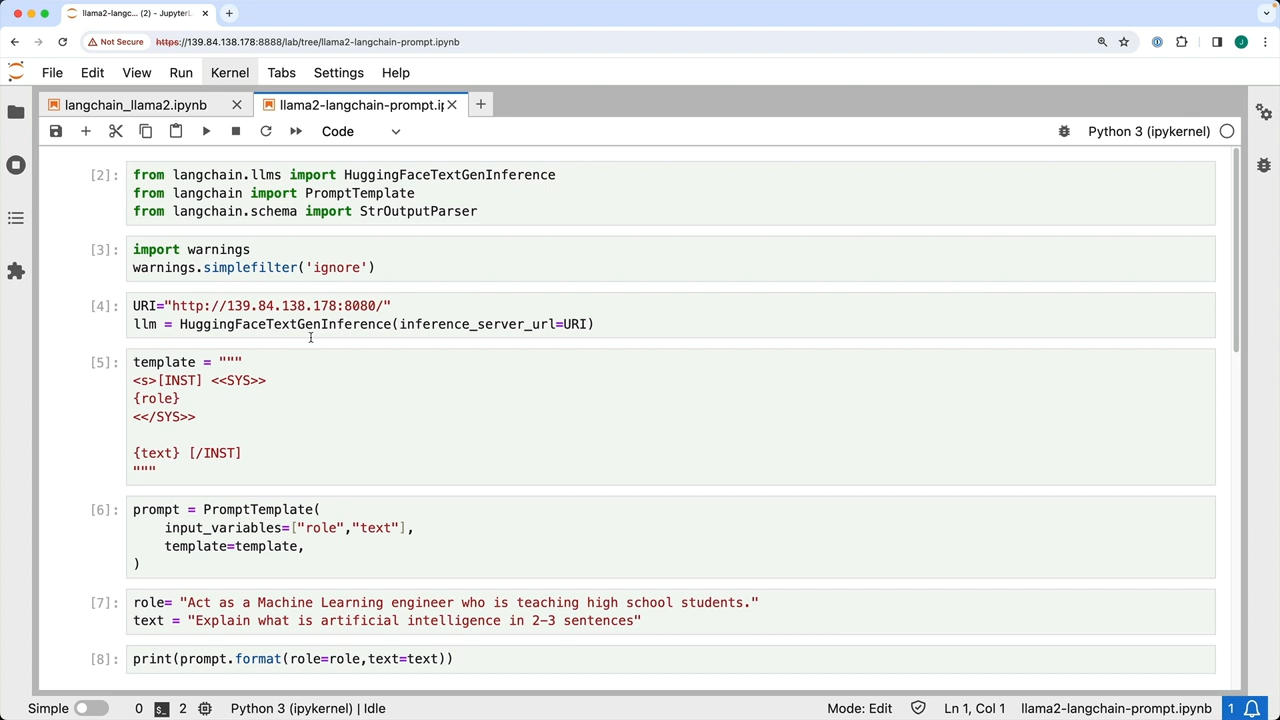 llama2-langc... (2) - JupyterL
Not Secure https://139.84.138.178:8888/lab/tree/llama2-langchain-prompt.ipynb
J
File Edit View Run Kernel Tabs Settings Help
langchain_llama2.ipynb llama2-langchain-prompt.ip
Code Python 3 (ipykernel)
[2]: from langchain.llms import HuggingFaceTextGenInference
from langchain import PromptTemplate
from langchain.schema import StrOutputParser
[3]: import warnings
warnings.simplefilter('ignore')
[4]: URI="http://139.84.138.178:8080/"
llm = HuggingFaceTextGenInference(inference_server_url=URI)
[5]: template = """
<s>[INST] <<SYS>>
{role}
<</SYS>>
{text} [/INST]
"""
[6]: prompt = PromptTemplate(
input_variables=["role","text"],
template=template,
)
[7]: role= "Act as a Machine Learning engineer who is teaching high school students."
text = "Explain what is artificial intelligence in 2-3 sentences"
[8]: print(prompt.format(role=role,text=text))
Simple 0 2 Python 3 (ipykernel) | Idle Mode: Edit Ln 1, Col 1 llama2-langchain-prompt.ipynb 1